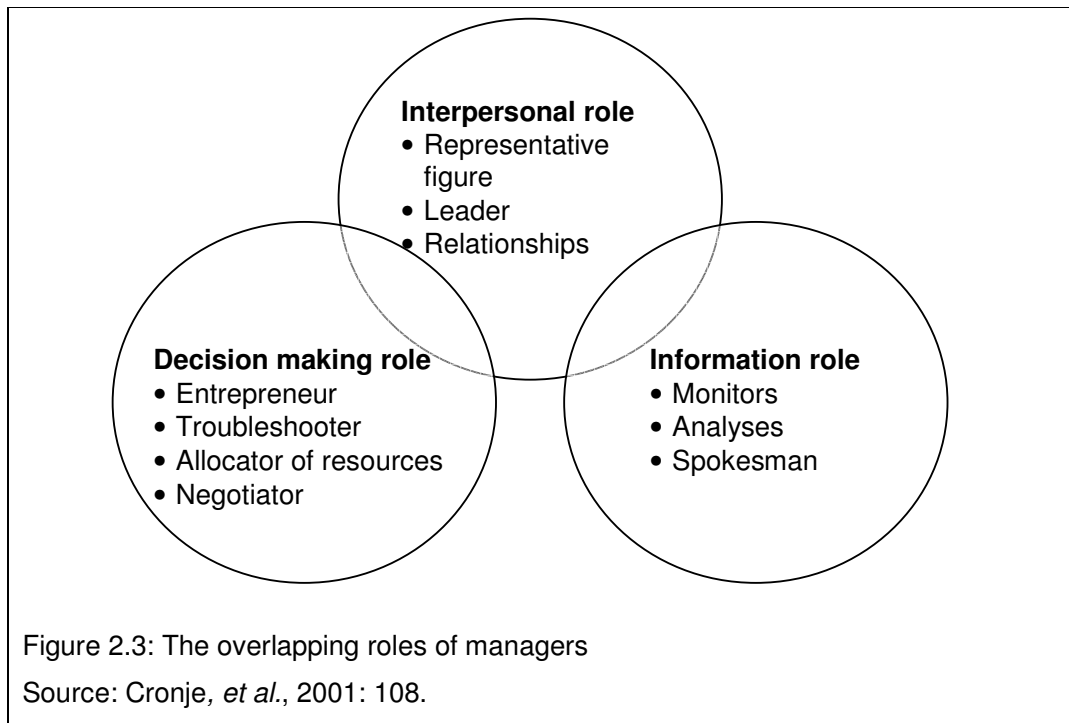 Interpersonal role
• Representative
figure
• Leader
• Relationships
Decision making role
• Entrepreneur
• Troubleshooter
• Allocator of resources
• Negotiator
Information role
• Monitors
• Analyses
• Spokesman
Figure 2.3: The overlapping roles of managers
Source: Cronje, et al., 2001: 108.